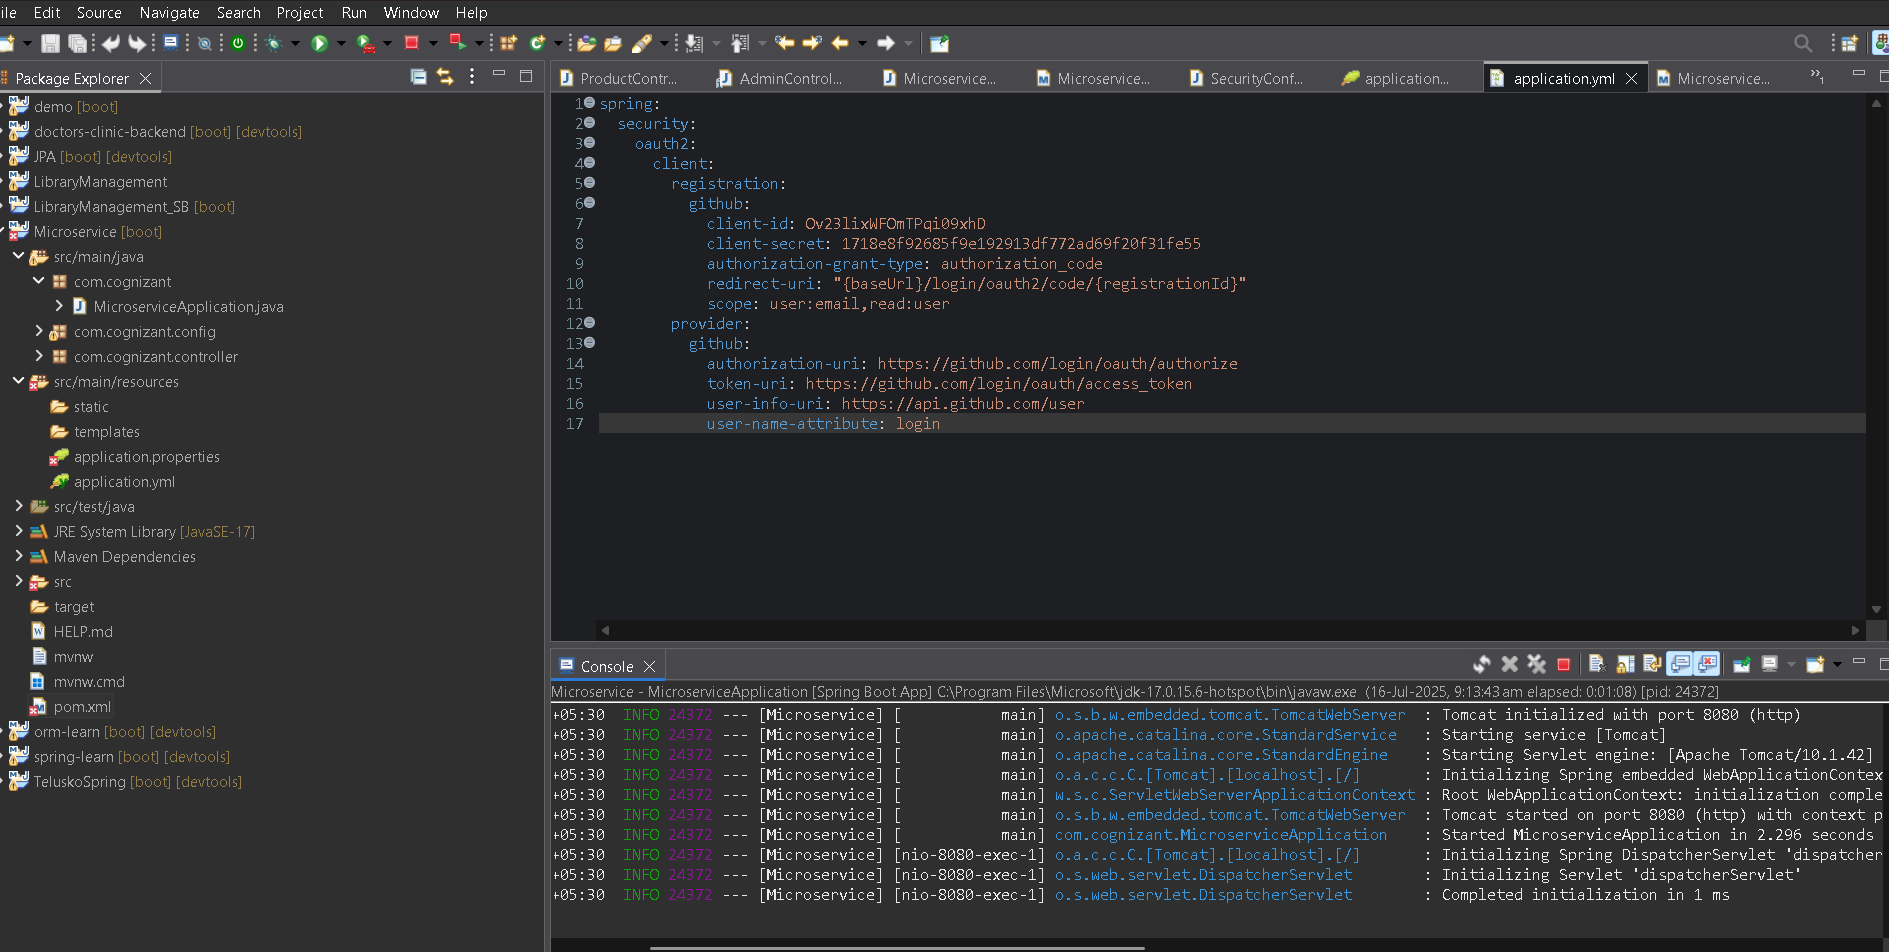 ile Edit Source Navigate Search Project Run Window Help
Package Explorer
demo [boot]
doctors-clinic-backend [boot] [devtools]
JPA [boot] [devtools]
LibraryManagement
LibraryManagement_SB [boot]
Microservice [boot]
src/main/java
com.cognizant
MicroserviceApplication.java
com.cognizant.config
com.cognizant.controller
src/main/resources
static
templates
application.properties
application.yml
src/test/java
JRE System Library [JavaSE-17]
Maven Dependencies
src
target
HELP.md
mvnw
mvnw.cmd
pom.xml
orm-learn [boot] [devtools]
spring-learn [boot] [devtools]
TeluskoSpring [boot] [devtools]
ProductContr... AdminControl... Microservice... Microservice... SecurityConf... application... application.yml Microservice... »1
1 spring:
2 security:
3 oauth2:
4 client:
5 registration:
6 github:
7 client-id: Ov23lixWFOmTPqi09xhD
8 client-secret: 1718e8f92685f9e192913df772ad69f20f31fe55
9 authorization-grant-type: authorization_code
10 redirect-uri: "{baseUrl}/login/oauth2/code/{registrationId}"
11 scope: user:email,read:user
12 provider:
13 github:
14 authorization-uri: https://github.com/login/oauth/authorize
15 token-uri: https://github.com/login/oauth/access_token
16 user-info-uri: https://api.github.com/user
17 user-name-attribute: login
Console
Microservice - MicroserviceApplication [Spring Boot App] C:\Program Files\Microsoft\jdk-17.0.15.6-hotspot\bin\javaw.exe (16-Jul-2025, 9:13:43 am elapsed: 0:01:08) [pid: 24372]
+05:30 INFO 24372 --- [Microservice] [ main] o.s.b.w.embedded.tomcat.TomcatWebServer : Tomcat initialized with port 8080 (http)
+05:30 INFO 24372 --- [Microservice] [ main] o.apache.catalina.core.StandardService : Starting service [Tomcat]
+05:30 INFO 24372 --- [Microservice] [ main] o.apache.catalina.core.StandardEngine : Starting Servlet engine: [Apache Tomcat/10.1.42]
+05:30 INFO 24372 --- [Microservice] [ main] o.a.c.c.C.[Tomcat].[localhost].[/] : Initializing Spring embedded WebApplicationContex
+05:30 INFO 24372 --- [Microservice] [ main] w.s.c.ServletWebServerApplicationContext : Root WebApplicationContext: initialization comple
+05:30 INFO 24372 --- [Microservice] [ main] o.s.b.w.embedded.tomcat.TomcatWebServer : Tomcat started on port 8080 (http) with context p
+05:30 INFO 24372 --- [Microservice] [ main] com.cognizant.MicroserviceApplication : Started MicroserviceApplication in 2.296 seconds
+05:30 INFO 24372 --- [Microservice] [nio-8080-exec-1] o.a.c.c.C.[Tomcat].[localhost].[/] : Initializing Spring DispatcherServlet 'dispatcher
+05:30 INFO 24372 --- [Microservice] [nio-8080-exec-1] o.s.web.servlet.DispatcherServlet : Initializing Servlet 'dispatcherServlet'
+05:30 INFO 24372 --- [Microservice] [nio-8080-exec-1] o.s.web.servlet.DispatcherServlet : Completed initialization in 1 ms